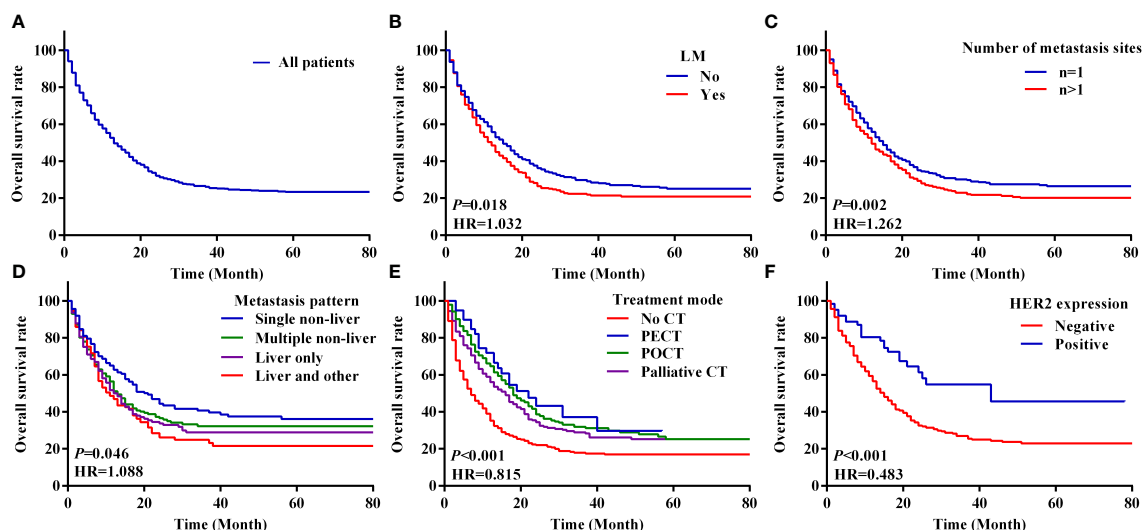 A
Overall survival rate
100
80
60
40
20
0
0 20 40 60 80
Time (Month)
All patients
B
Overall survival rate
100
80
60
40
20
0
0 20 40 60 80
Time (Month)
LM
No
Yes
P=0.018
HR=1.032
C
Overall survival rate
100
80
60
40
20
0
0 20 40 60 80
Time (Month)
Number of metastasis sites
n=1
n>1
P=0.002
HR=1.262
D
Overall survival rate
100
80
60
40
20
0
0 20 40 60 80
Time (Month)
Metastasis pattern
Single non-liver
Multiple non-liver
Liver only
Liver and other
P=0.046
HR=1.088
E
Overall survival rate
100
80
60
40
20
0
0 20 40 60 80
Time (Month)
Treatment mode
No CT
PECT
POCT
Palliative CT
P<0.001
HR=0.815
F
Overall survival rate
100
80
60
40
20
0
0 20 40 60 80
Time (Month)
HER2 expression
Negative
Positive
P<0.001
HR=0.483